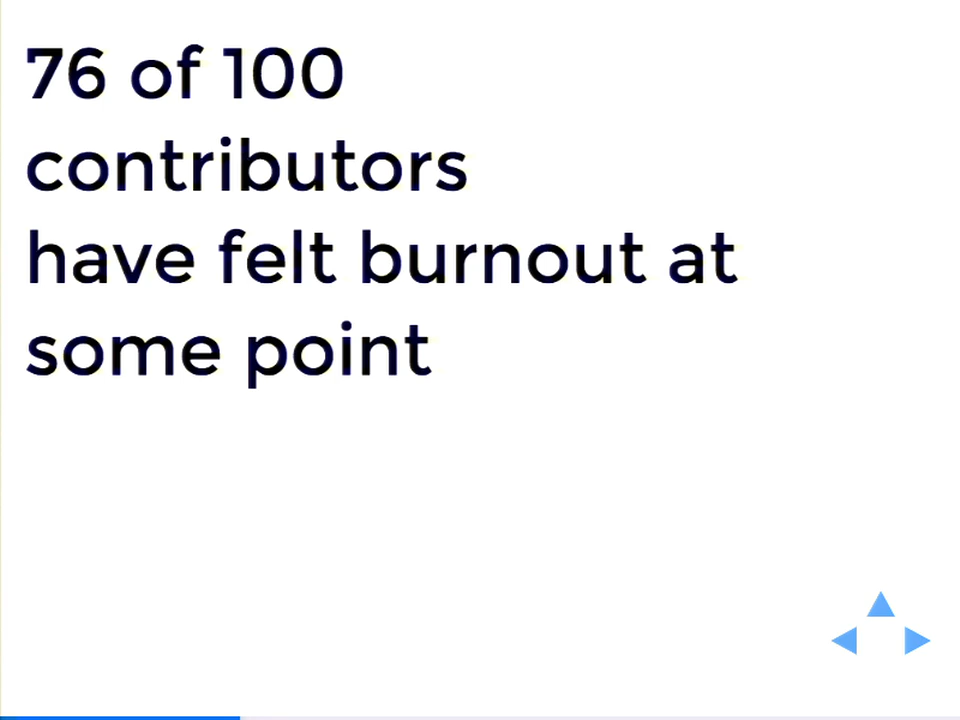 76 of 100
contributors
have felt burnout at
some point